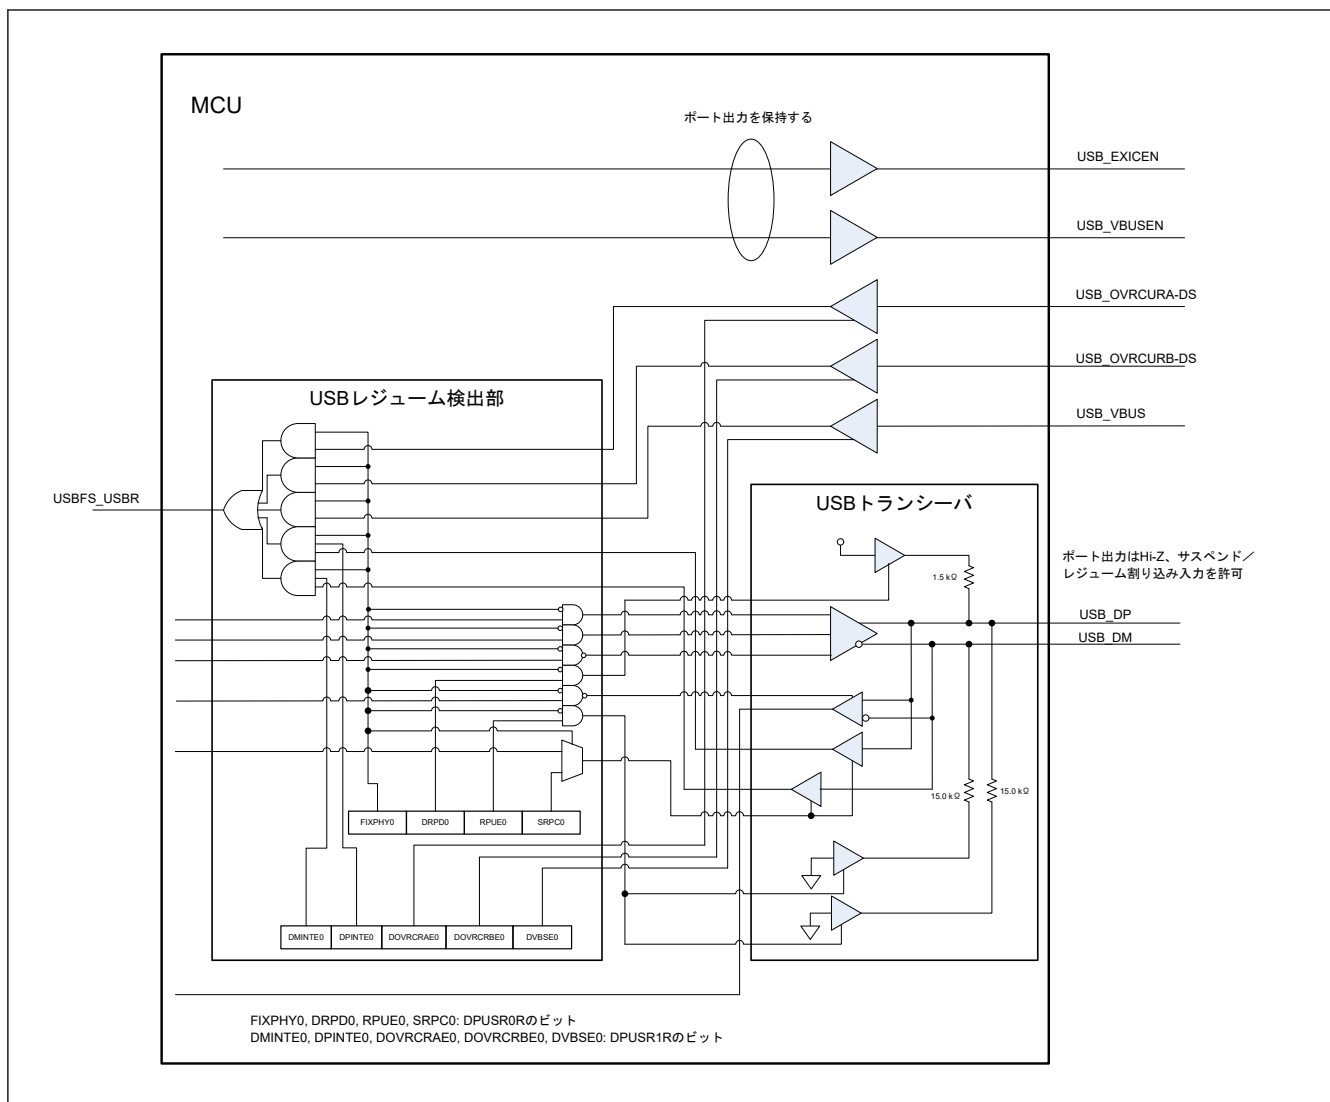 MCU
ポート出力を保持する
USB_EXICEN
USB_VBUSEN
USB_OVRCURA-DS
USB_OVRCURB-DS
USB_VBUS
USBレジューム検出部
USBFS_USBR
USBトランシーバ
ポート出力はHi-Z、サスペンド／
レジューム割り込み入力を許可
1.5 kΩ
USB_DP
USB_DM
15.0 kΩ
15.0 kΩ
FIXPHY0
DRPD0
RPUE0
SRPC0
DMINTE0
DPINTE0
DOVRCRAE0
DOVRCRBE0
DVBSE0
FIXPHY0, DRPD0, RPUE0, SRPC0: DPUSR0Rのビット
DMINTE0, DPINTE0, DOVRCRAE0, DOVRCRBE0, DVBSE0: DPUSR1Rのビット